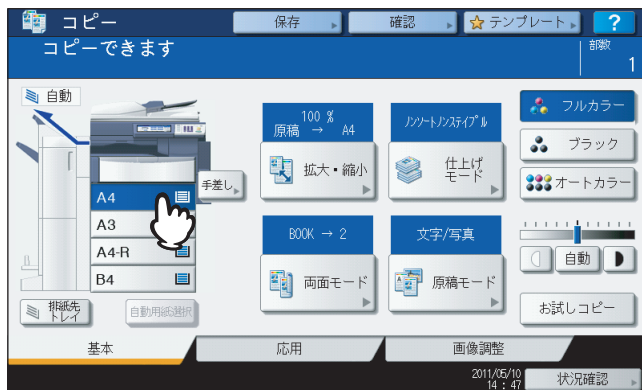 コピー
保存
確認
テンプレート
?
コピーできます
部数
1
自動
100 %
原稿 → A4
拡大・縮小
ノンソートノンステイプル
仕上げ
モード
フルカラー
ブラック
オートカラー
手差し
A4
A3
A4-R
B4
BOOK → 2
両面モード
文字/写真
原稿モード
自動
排紙先
トレイ
自動用紙選択
お試しコピー
基本
応用
画像調整
2011/05/10
14 : 47
状況確認